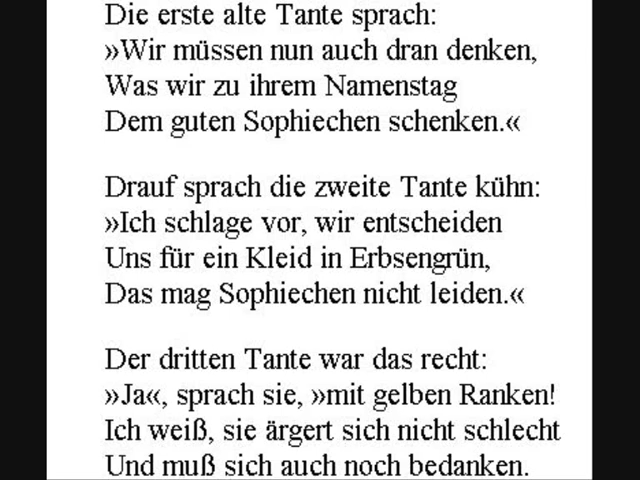 Die erste alte Tante sprach:
»Wir müssen nun auch dran denken,
Was wir zu ihrem Namenstag
Dem guten Sophiechen schenken.«
Drauf sprach die zweite Tante kühn:
»Ich schlage vor, wir entscheiden
Uns für ein Kleid in Erbsengrün,
Das mag Sophiechen nicht leiden.«
Der dritten Tante war das recht:
»Ja«, sprach sie, »mit gelben Ranken!
Ich weiß, sie ärgert sich nicht schlecht
Und muß sich auch noch bedanken.